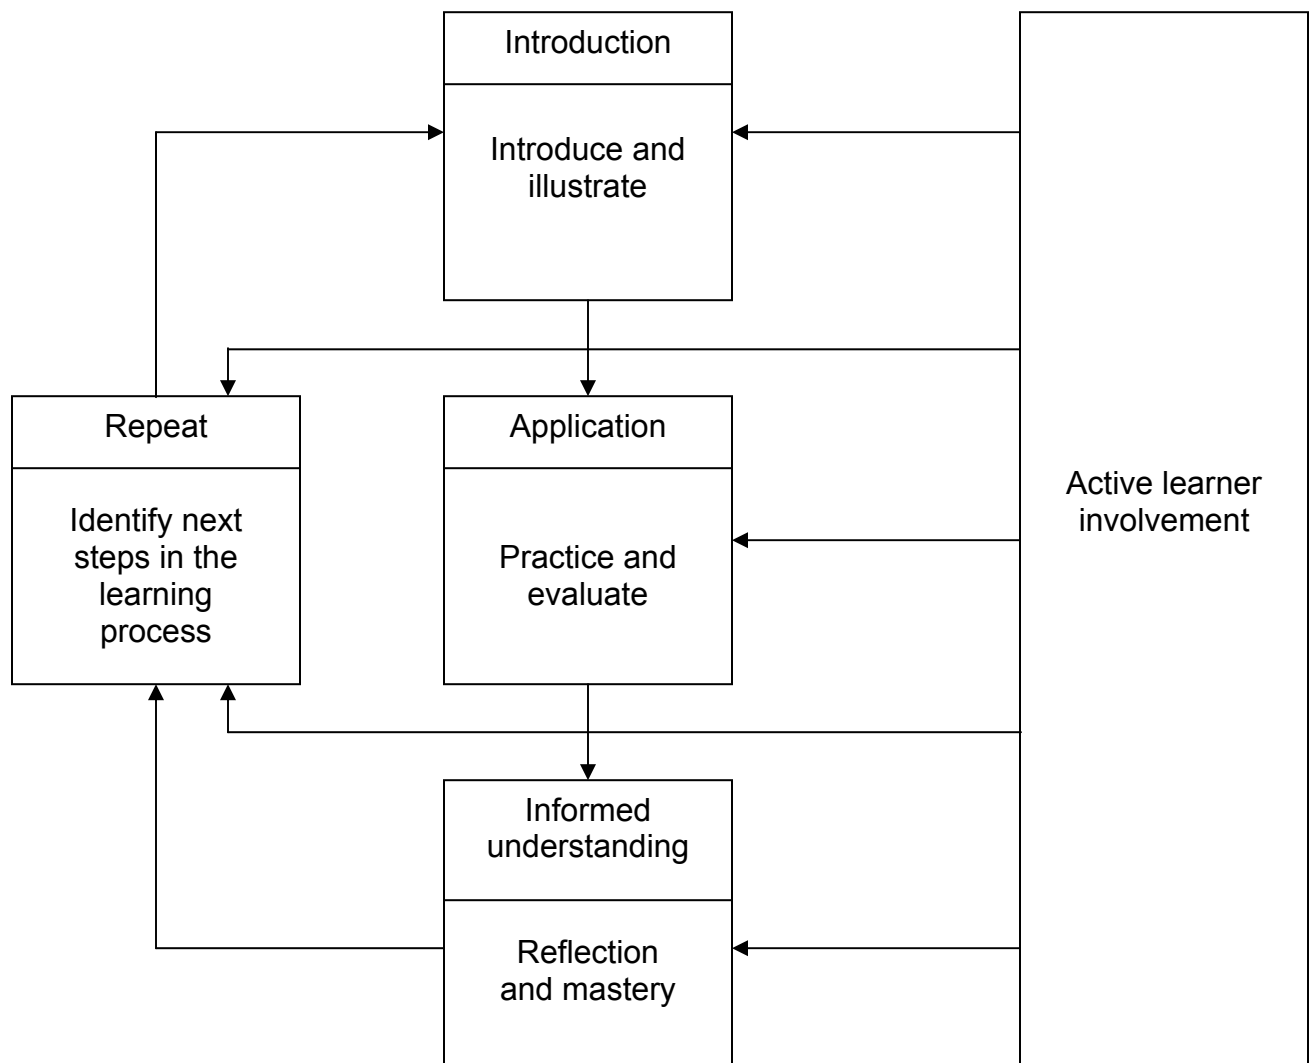 Introduction
Introduce and
illustrate
Repeat
Identify next
steps in the
learning
process
Application
Practice and
evaluate
Informed
understanding
Reflection
and mastery
Active learner
involvement